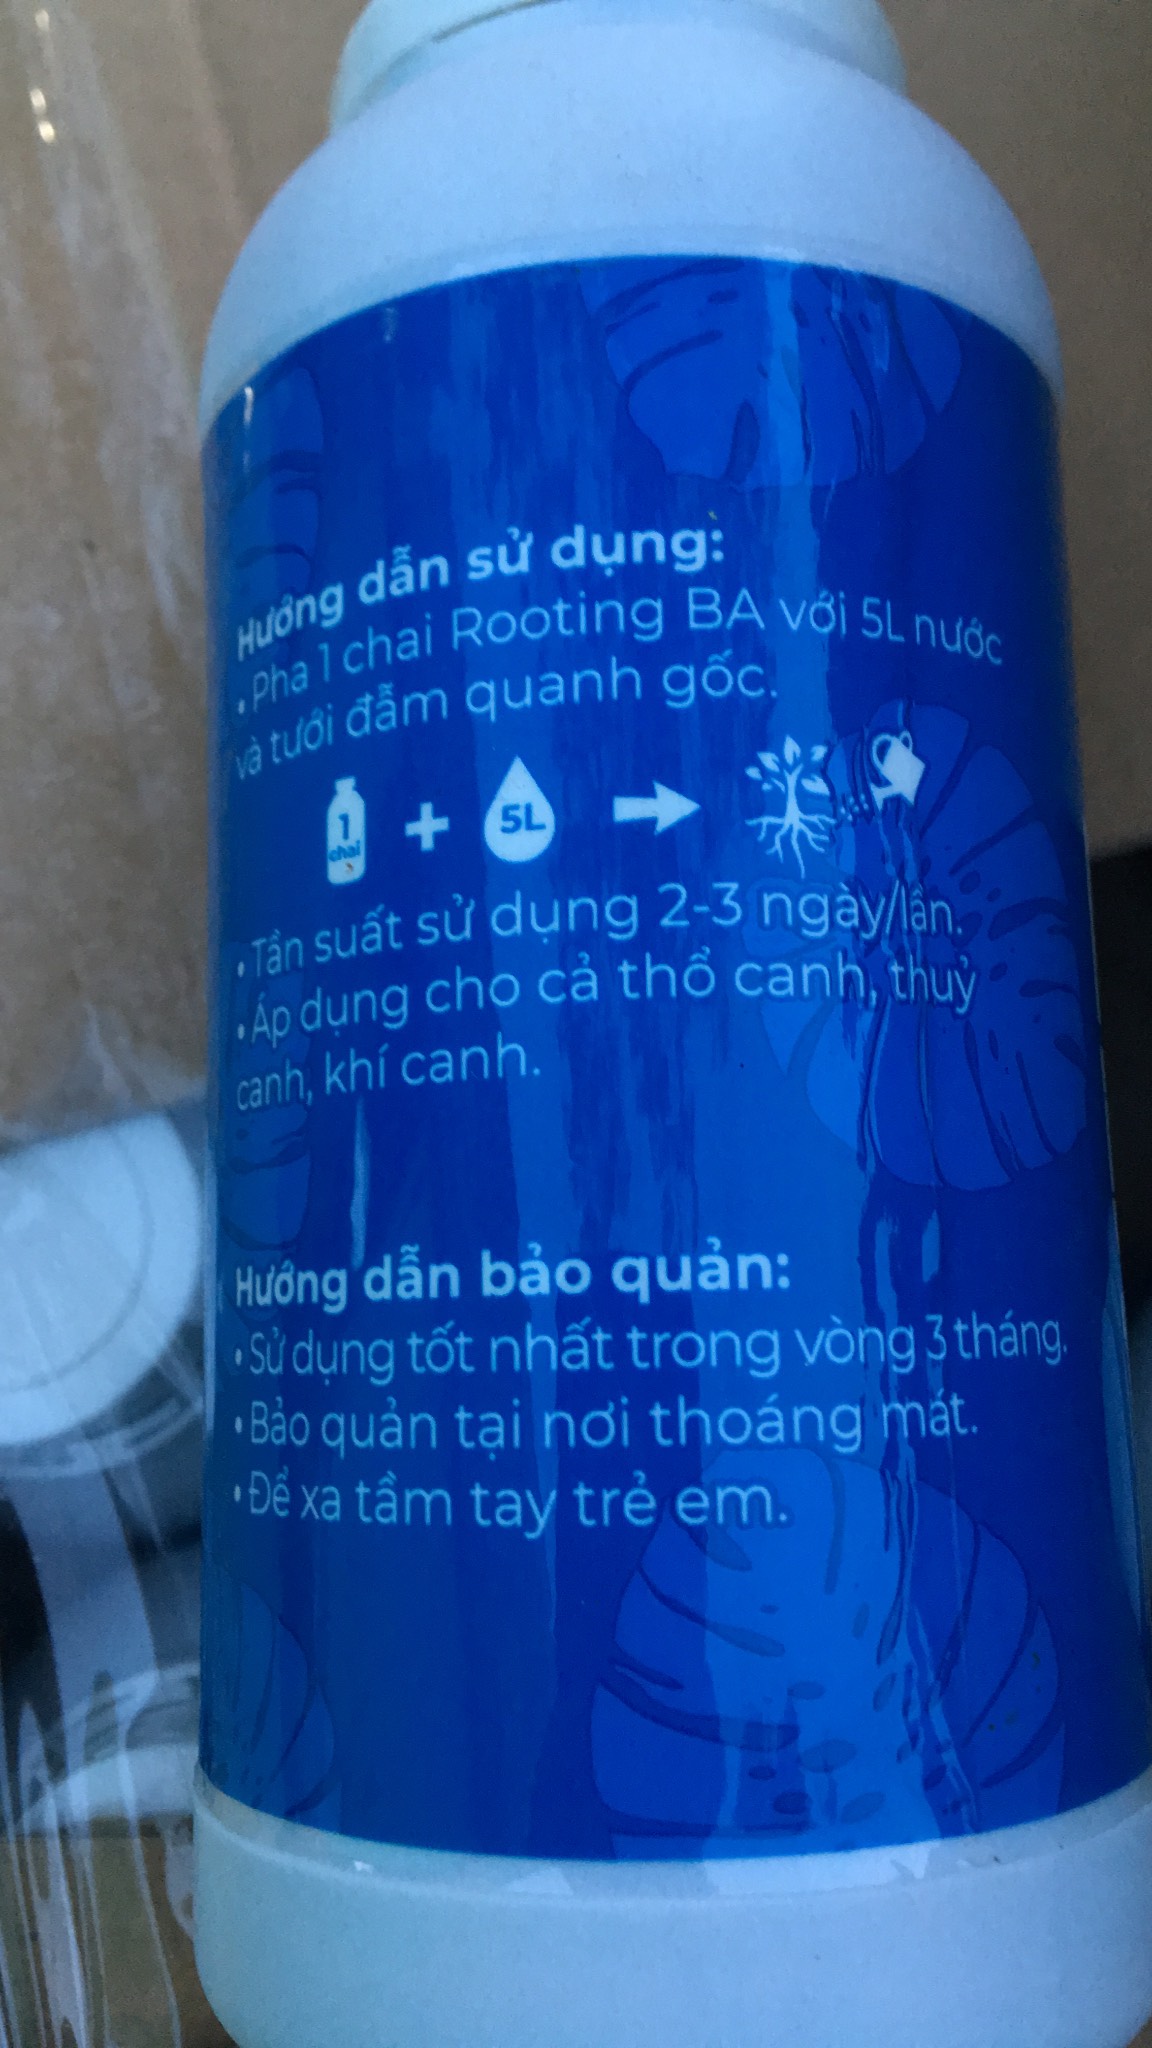 Hướng dẫn sử dụng:
• Pha 1 chai Rooting BA với 5L nước
và tưới đẫm quanh gốc.
1 chai + 5L
• Tần suất sử dụng 2-3 ngày/lần.
• Áp dụng cho cả thổ canh, thuỷ
canh, khí canh.
Hướng dẫn bảo quản:
• Sử dụng tốt nhất trong vòng 3 tháng.
• Bảo quản tại nơi thoáng mát.
• Để xa tầm tay trẻ em.